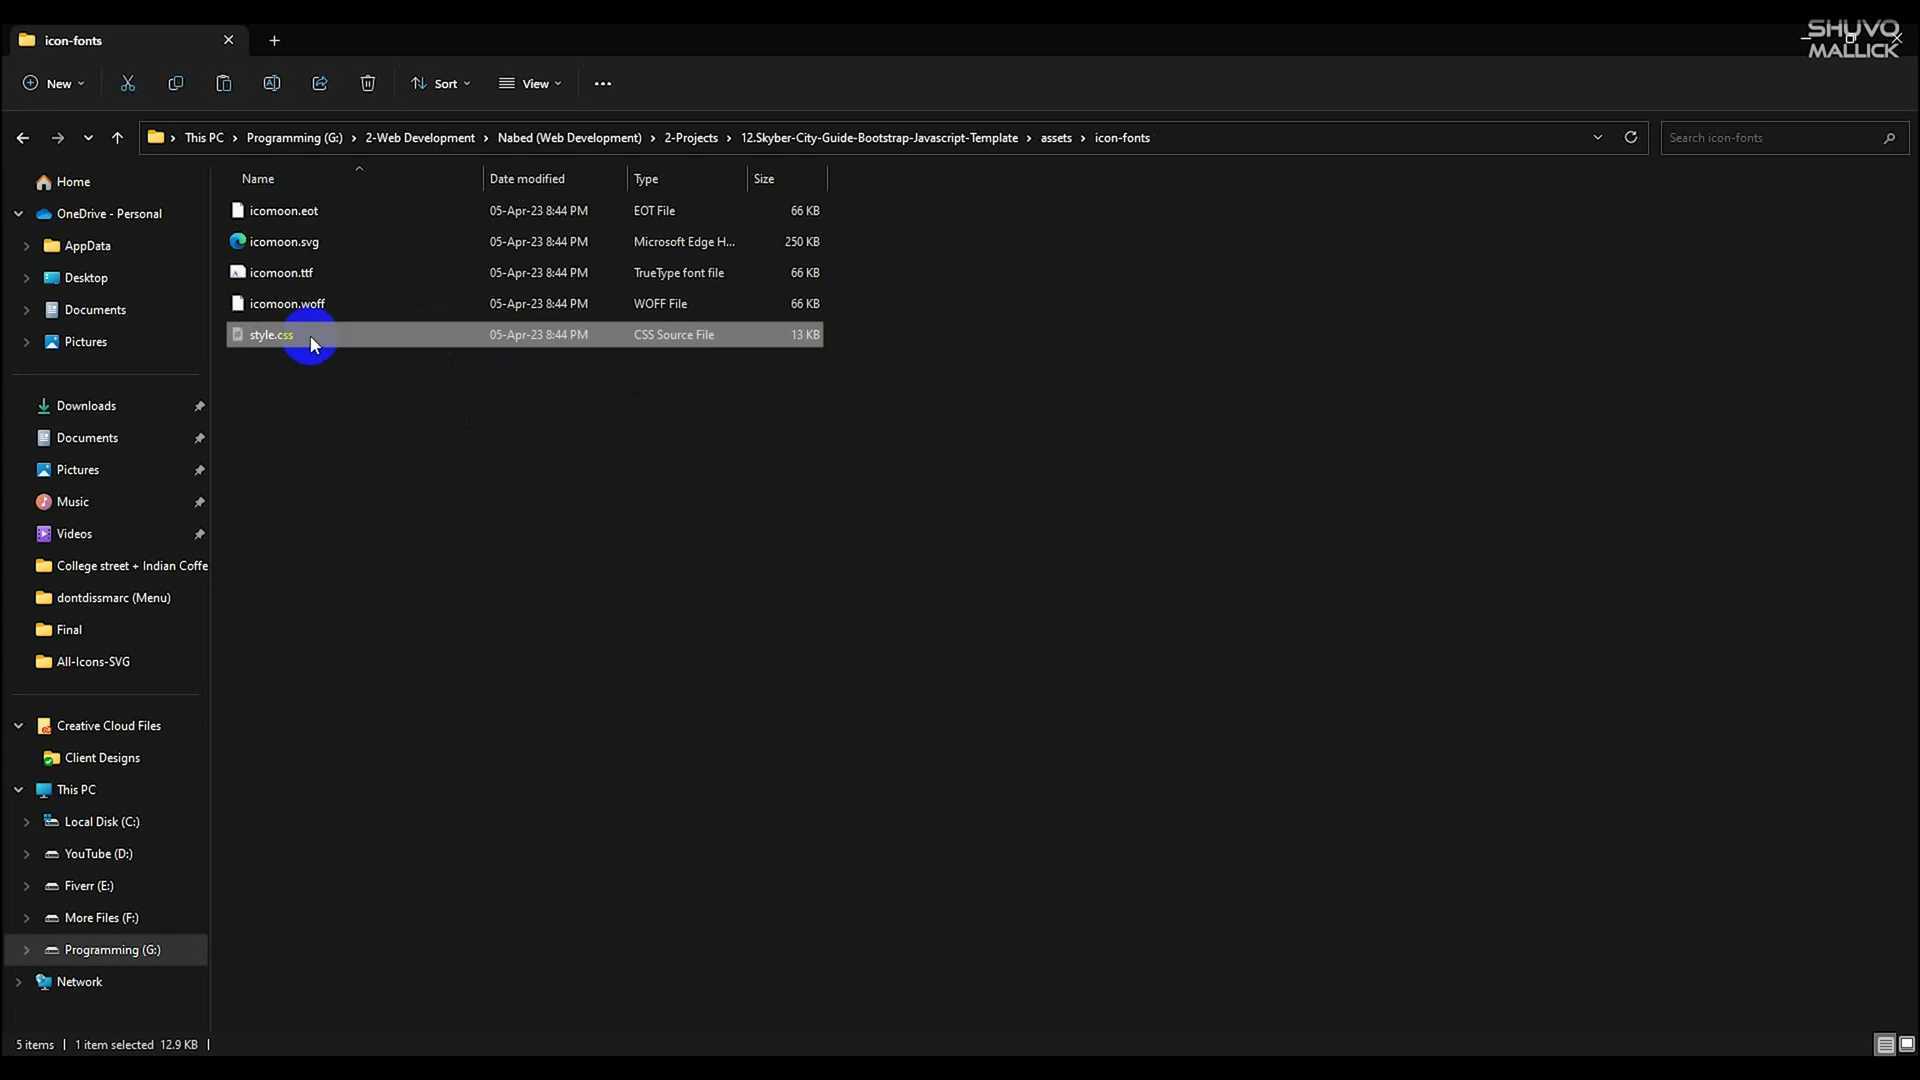 icon-fonts
SHUVO
MALLICK
New
Sort
View
This PC
Programming (G:)
2-Web Development
Nabed (Web Development)
2-Projects
12.Skyber-City-Guide-Bootstrap-Javascript-Template
assets
icon-fonts
Search icon-fonts
Name
Date modified
Type
Size
icomoon.eot
05-Apr-23 8:44 PM
EOT File
66 KB
icomoon.svg
05-Apr-23 8:44 PM
Microsoft Edge H...
250 KB
icomoon.ttf
05-Apr-23 8:44 PM
TrueType font file
66 KB
icomoon.woff
05-Apr-23 8:44 PM
WOFF File
66 KB
style.css
05-Apr-23 8:44 PM
CSS Source File
13 KB
Home
OneDrive - Personal
AppData
Desktop
Documents
Pictures
Downloads
Documents
Pictures
Music
Videos
College street + Indian Coffe
dontdissmarc (Menu)
Final
All-Icons-SVG
Creative Cloud Files
Client Designs
This PC
Local Disk (C:)
YouTube (D:)
Fiverr (E:)
More Files (F:)
Programming (G:)
Network
5 items
1 item selected 12.9 KB